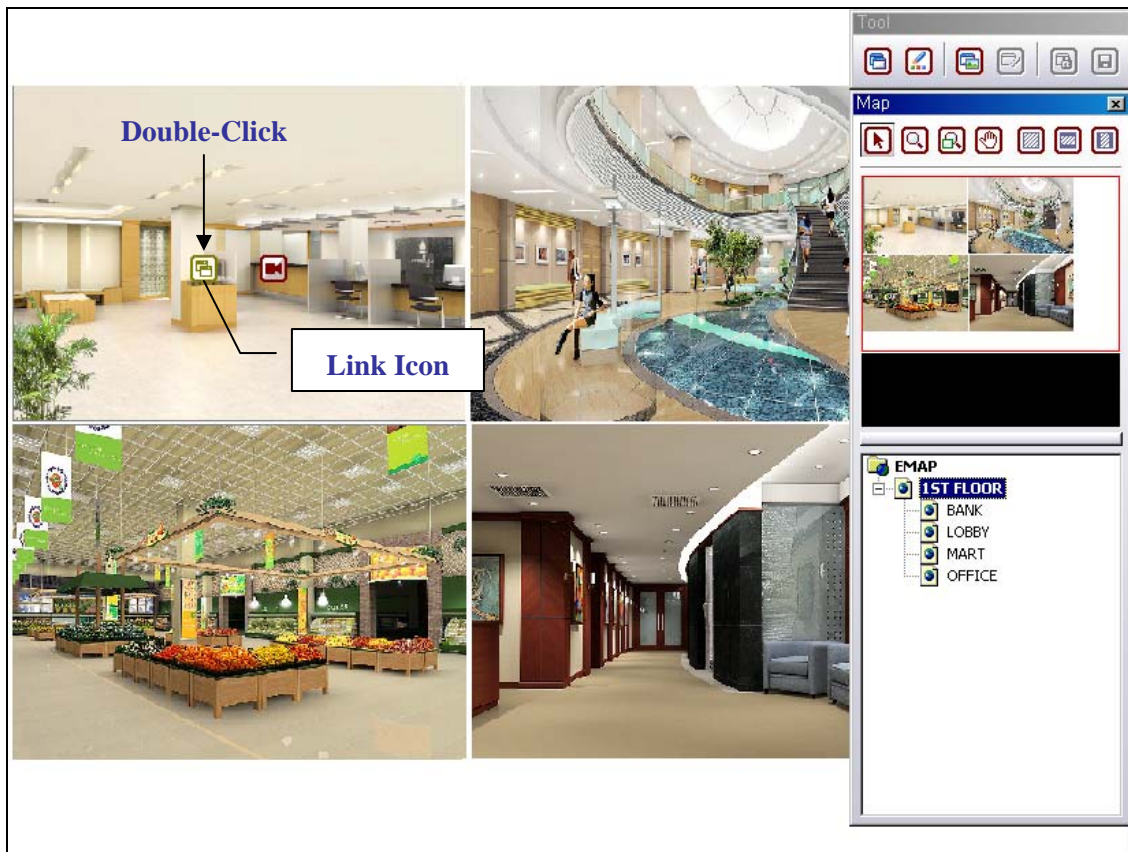 Tool
Map
Double-Click
Link Icon
EMAP
1ST FLOOR
BANK
LOBBY
MART
OFFICE